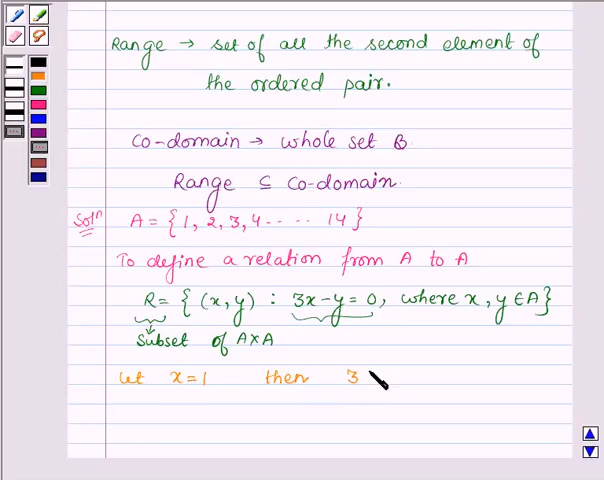 Range → set of all the second element of
the ordered pair.
Co-domain → whole set B
Range ⊆ Co-domain.
Solⁿ A = {1, 2, 3, 4 - - - - - 14}
To define a relation from A to A
R = { (x, y) : 3x - y = 0, where x, y ∈ A}
Subset of A×A
Let x = 1 then 3